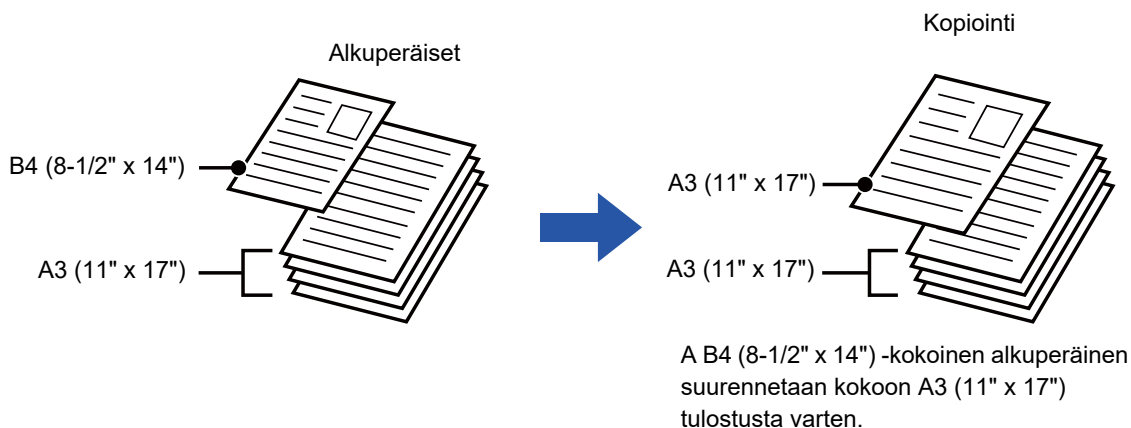 Alkuperäiset
B4 (8-1/2" x 14")
A3 (11" x 17")
Kopiointi
A3 (11" x 17")
A3 (11" x 17")
A B4 (8-1/2" x 14") -kokoinen alkuperäinen
suurennetaan kokoon A3 (11" x 17")
tulostusta varten.